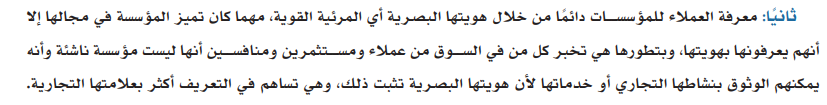 ثانيًا: معرفة العملاء للمؤسسات دائمًا من خلال هويتها البصرية أي المرئية القوية، مهما كان تميز المؤسسة في مجالها إلا
أنهم يعرفونها بهويتها، وبتطورها هي تخبر كل من في السوق من عملاء ومستثمرين ومنافسين أنها ليست مؤسسة ناشئة وأنه
يمكنهم الوثوق بنشاطها التجاري أو خدماتها لأن هويتها البصرية تثبت ذلك، وهي تساهم في التعريف أكثر بعلامتها التجارية.